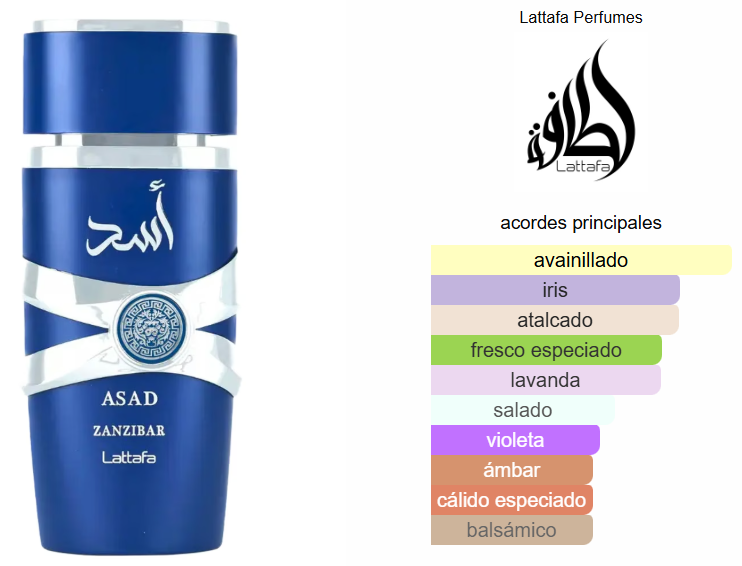 أسد
ASAD
ZANZIBAR
Lattafa
Lattafa Perfumes
لطافة
Lattafa
acordes principales
avainillado
iris
atalcado
fresco especiado
lavanda
salado
violeta
ámbar
cálido especiado
balsámico